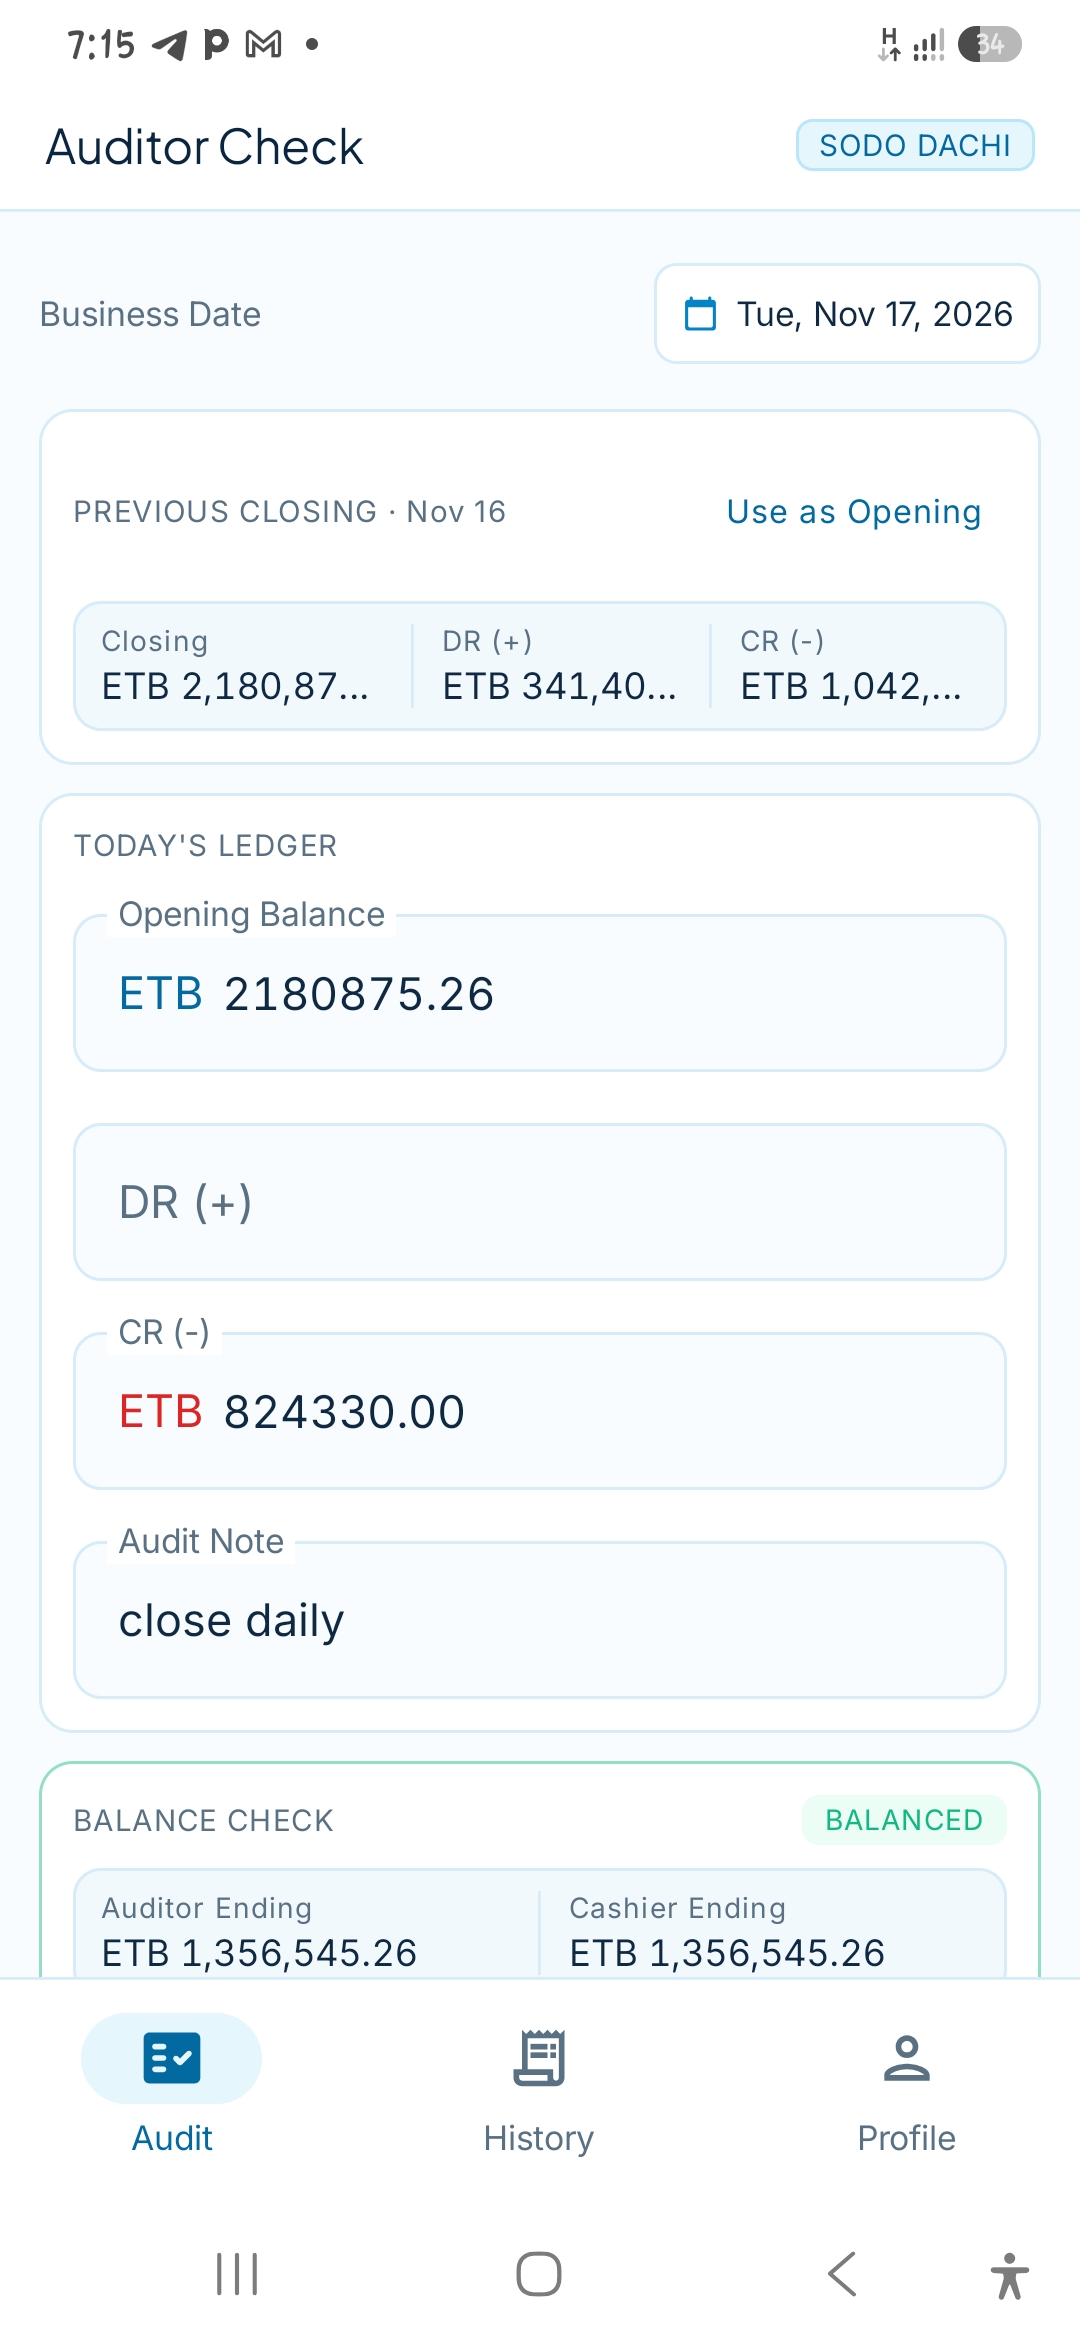 7:15
H
34
Auditor Check
SODO DACHI
Business Date
Tue, Nov 17, 2026
PREVIOUS CLOSING · Nov 16
Use as Opening
Closing
DR (+)
CR (-)
ETB 2,180,87...
ETB 341,40...
ETB 1,042,...
TODAY'S LEDGER
Opening Balance
ETB 2180875.26
DR (+)
CR (-)
ETB 824330.00
Audit Note
close daily
BALANCE CHECK
BALANCED
Auditor Ending
Cashier Ending
ETB 1,356,545.26
ETB 1,356,545.26
Audit
History
Profile